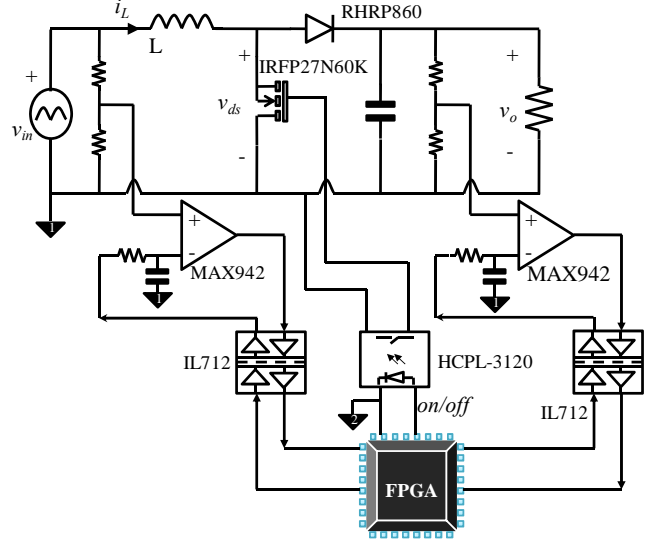 i_L
RHRP860
L
+
+
+
IRFP27N60K
v_in
v_ds
v_o
-
-
1
+
-
MAX942
+
-
MAX942
1
1
IL712
HCPL-3120
IL712
on/off
2
FPGA